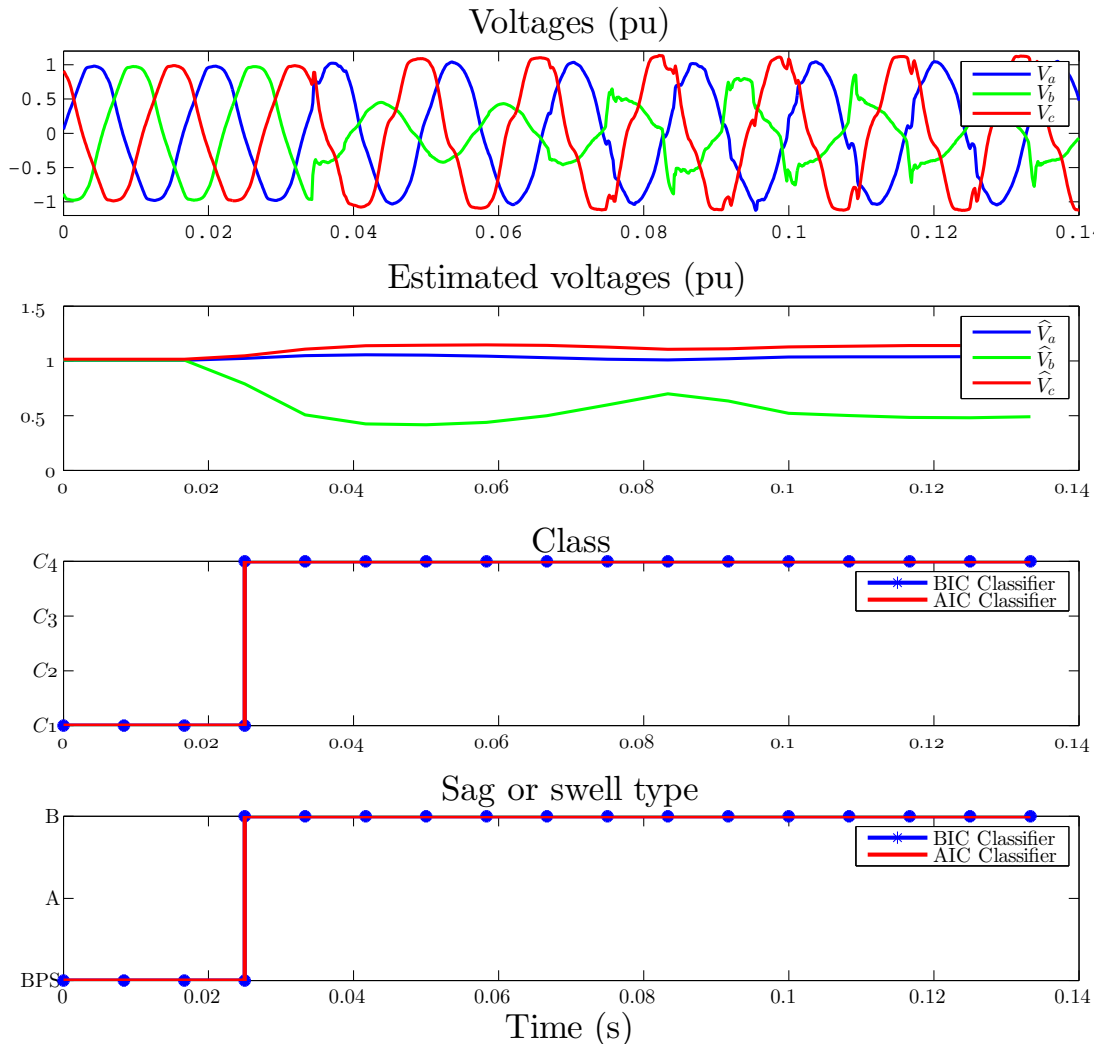 Voltages (pu)
1
0.5
0
−0.5
−1
V_a
V_b
V_c
0 0.02 0.04 0.06 0.08 0.1 0.12 0.14
Estimated voltages (pu)
1.5
1
0.5
0
V̂_a
V̂_b
V̂_c
0 0.02 0.04 0.06 0.08 0.1 0.12 0.14
Class
C4
C3
C2
C1
BIC Classifier
AIC Classifier
0 0.02 0.04 0.06 0.08 0.1 0.12 0.14
Sag or swell type
B
A
BPS
BIC Classifier
AIC Classifier
0 0.02 0.04 0.06 0.08 0.1 0.12 0.14
Time (s)